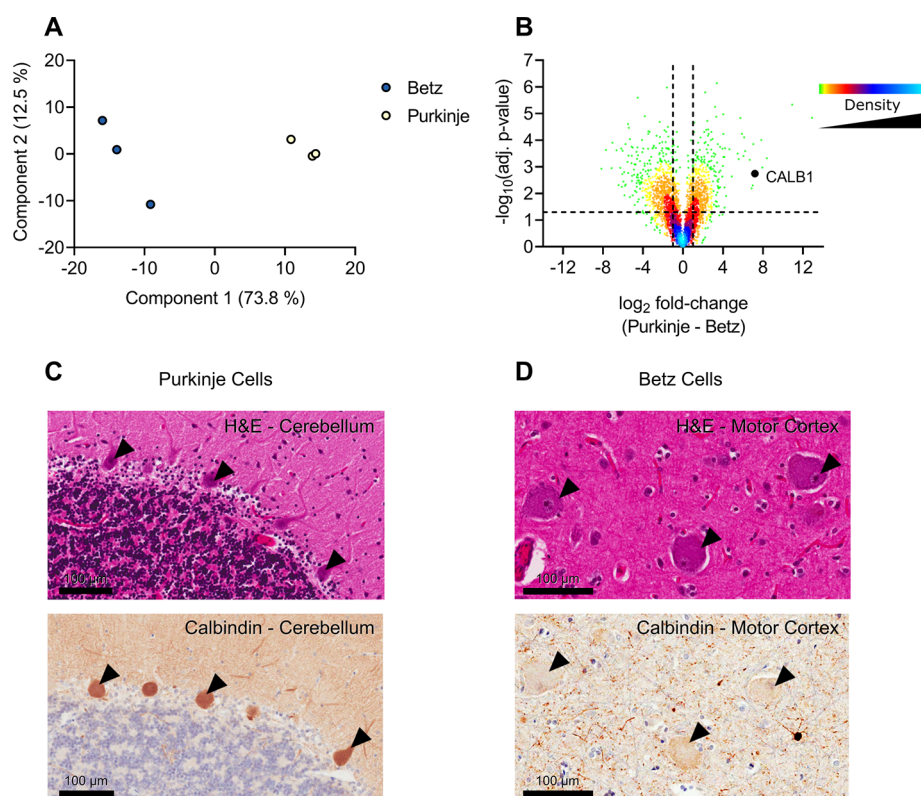 A
20
10
0
-10
-20
-20
-10
0
10
20
Component 2 (12.5 %)
Component 1 (73.8 %)
Betz
Purkinje
B
7
6
5
4
3
2
1
0
-12
-8
-4
0
4
8
12
-log10(adj. p-value)
log2 fold-change
(Purkinje - Betz)
CALB1
Density
C
Purkinje Cells
H&E - Cerebellum
100 µm
Calbindin - Cerebellum
100 µm
D
Betz Cells
H&E - Motor Cortex
100 µm
Calbindin - Motor Cortex
100 µm